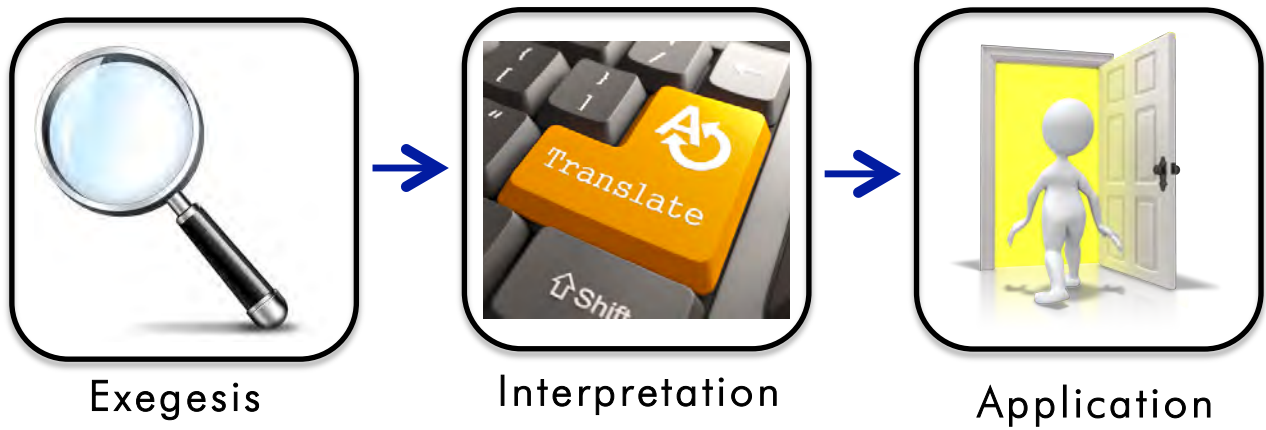 {
[
}
]
"
/
A
Translate
Shift
Exegesis
Interpretation
Application